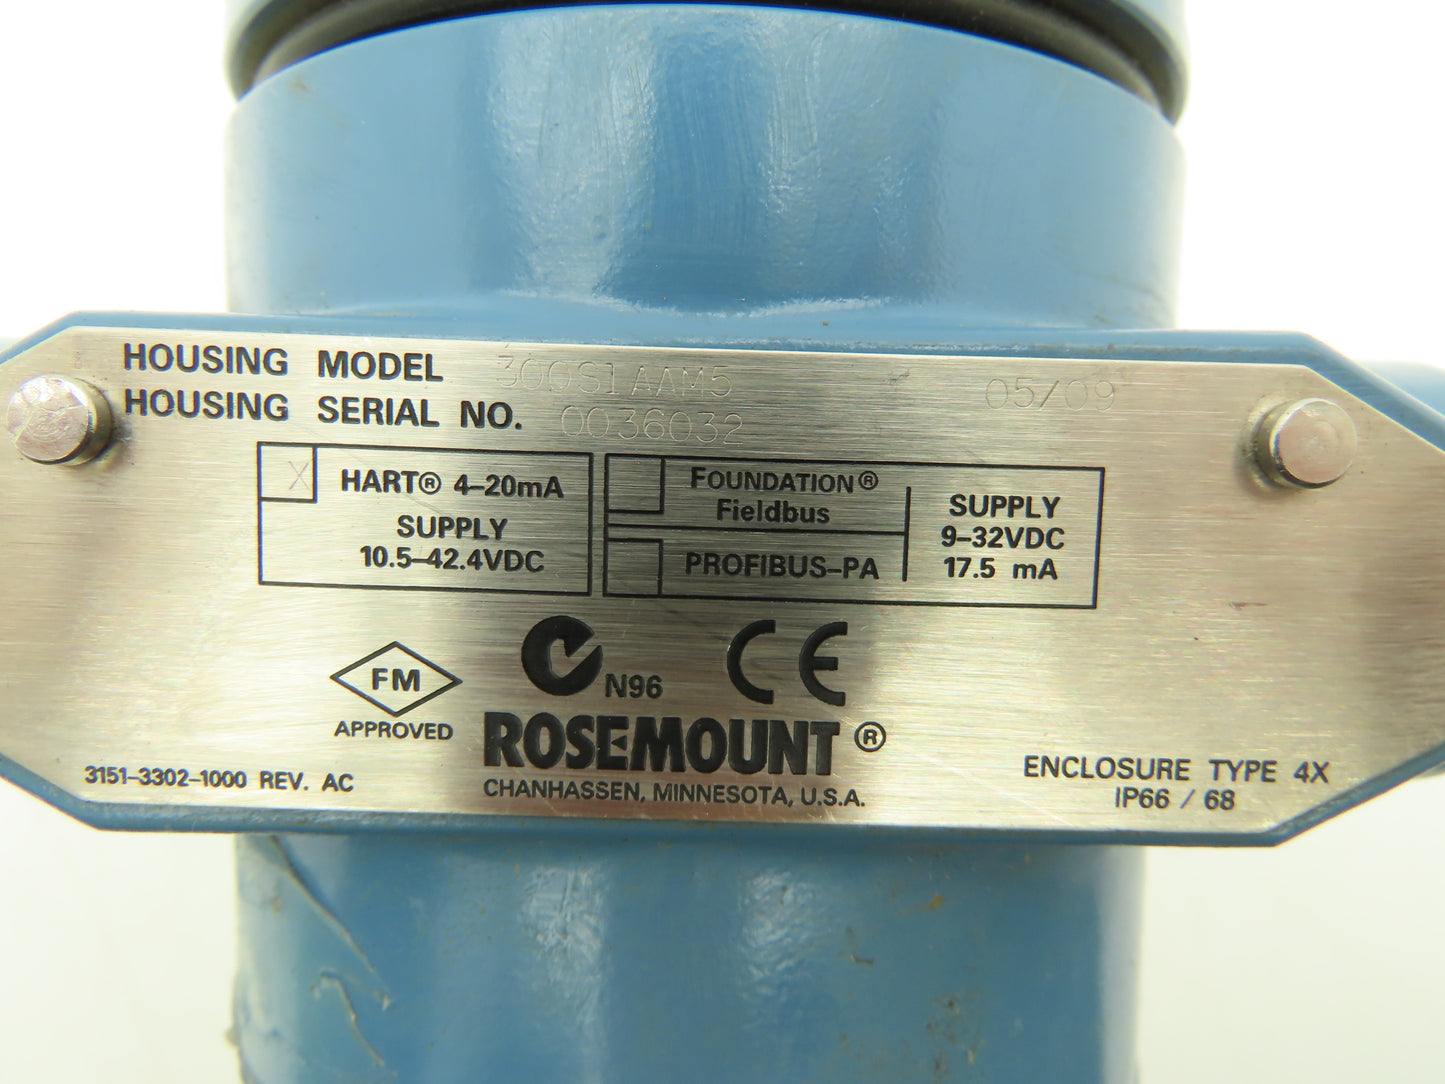 HOUSING MODEL 300S1AAM5 05/09
HOUSING SERIAL NO. 0036032
X HART® 4–20mA
SUPPLY
10.5–42.4VDC
FOUNDATION®
Fieldbus
PROFIBUS–PA
SUPPLY
9–32VDC
17.5 mA
FM
APPROVED
N96
CE
ROSEMOUNT®
CHANHASSEN, MINNESOTA, U.S.A.
3151–3302–1000 REV. AC
ENCLOSURE TYPE 4X
IP66 / 68